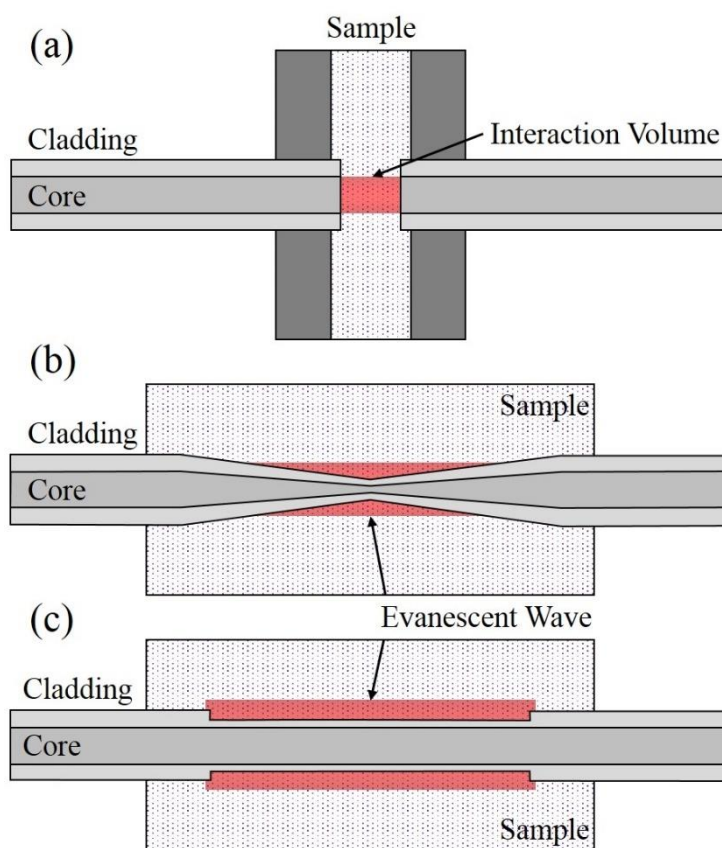 (a)
Sample
Cladding
Interaction Volume
Core
(b)
Sample
Cladding
Core
(c)
Evanescent Wave
Cladding
Core
Sample